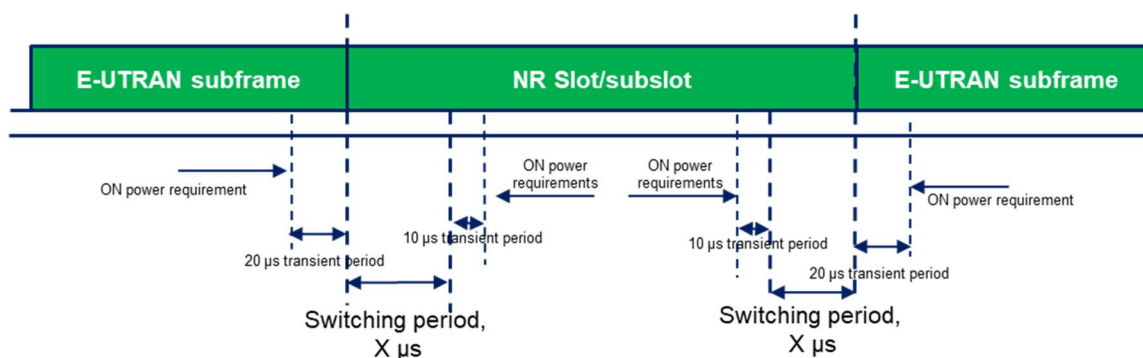 E-UTRAN subframe
NR Slot/subslot
E-UTRAN subframe
ON power requirement
ON power
requirements
ON power
requirements
ON power requirement
20 µs transient period
10 µs transient period
10 µs transient period
20 µs transient period
Switching period,
X µs
Switching period,
X µs